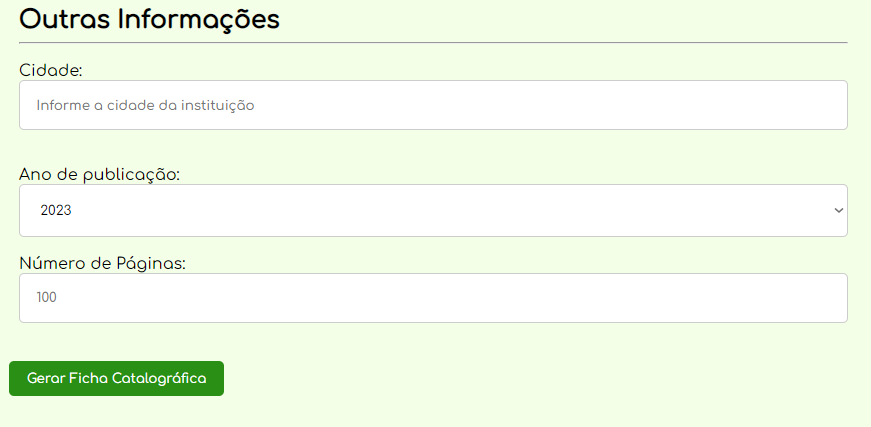 Outras Informações
Cidade:
Informe a cidade da instituição
Ano de publicação:
2023
Número de Páginas:
100
Gerar Ficha Catalográfica